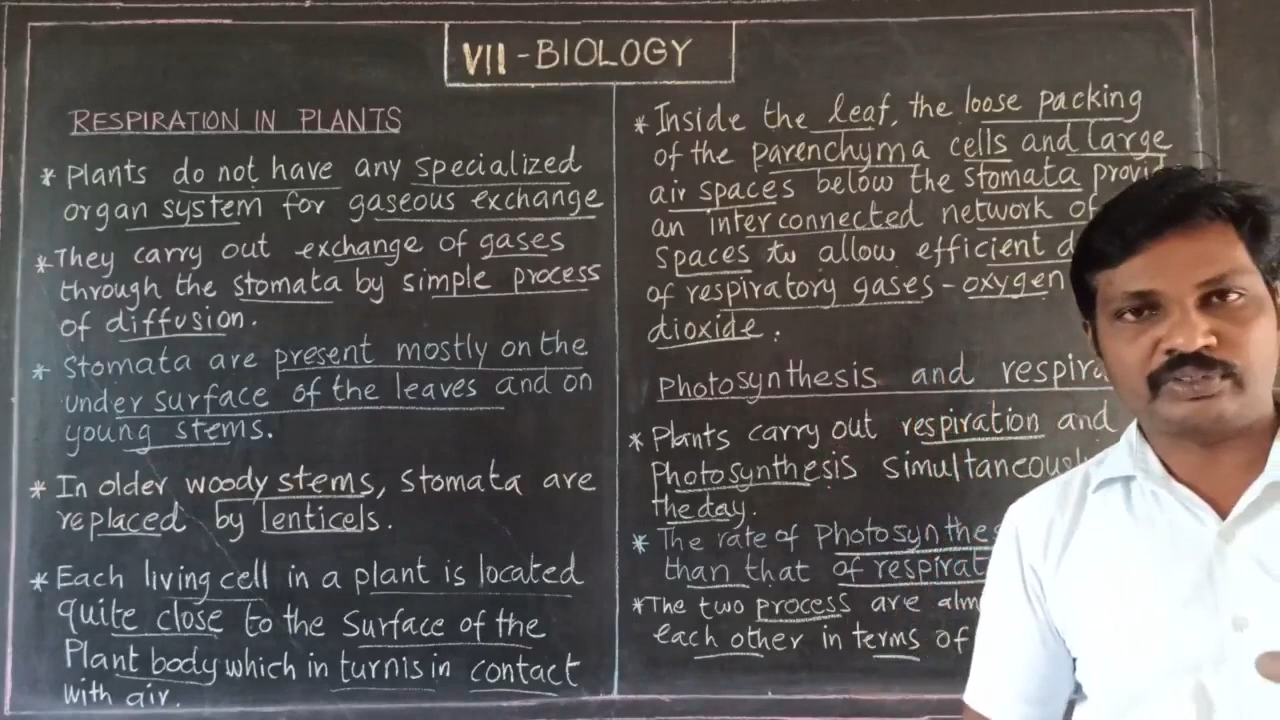 VII - BIOLOGY
RESPIRATION IN PLANTS
* Plants do not have any specialized
organ system for gaseous exchange
* They carry out exchange of gases
through the stomata by simple process
of diffusion.
* Stomata are present mostly on the
under surface of the leaves and on
young stems.
* In older woody stems, stomata are
replaced by lenticels.
* Each living cell in a plant is located
quite close to the surface of the
Plant body which in turn is in contact
with air.
* Inside the leaf, the loose packing
of the parenchyma cells and large
air spaces below the stomata
an interconnected network of
spaces to allow efficient
of respiratory gases - oxygen
dioxide.
Photosynthesis and
* Plants carry out respiration and
Photosynthesis
the day.
* The rate of
than that of
* The two process are
each other in terms of